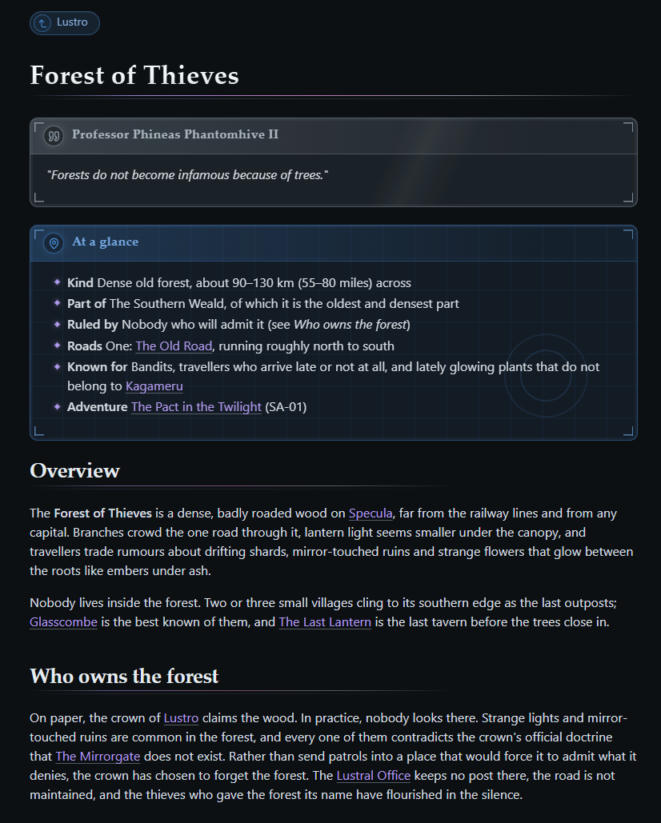 Lustro
Forest of Thieves
Professor Phineas Phantomhive II
"Forests do not become infamous because of trees."
At a glance
Kind Dense old forest, about 90–130 km (55–80 miles) across
Part of The Southern Weald, of which it is the oldest and densest part
Ruled by Nobody who will admit it (see Who owns the forest)
Roads One: The Old Road, running roughly north to south
Known for Bandits, travellers who arrive late or not at all, and lately glowing plants that do not
belong to Kagameru
Adventure The Pact in the Twilight (SA-01)
Overview
The Forest of Thieves is a dense, badly roaded wood on Specula, far from the railway lines and from any
capital. Branches crowd the one road through it, lantern light seems smaller under the canopy, and
travellers trade rumours about drifting shards, mirror-touched ruins and strange flowers that glow between
the roots like embers under ash.
Nobody lives inside the forest. Two or three small villages cling to its southern edge as the last outposts;
Glasscombe is the best known of them, and The Last Lantern is the last tavern before the trees close in.
Who owns the forest
On paper, the crown of Lustro claims the wood. In practice, nobody looks there. Strange lights and mirror-
touched ruins are common in the forest, and every one of them contradicts the crown's official doctrine
that The Mirrorgate does not exist. Rather than send patrols into a place that would force it to admit what it
denies, the crown has chosen to forget the forest. The Lustral Office keeps no post there, the road is not
maintained, and the thieves who gave the forest its name have flourished in the silence.